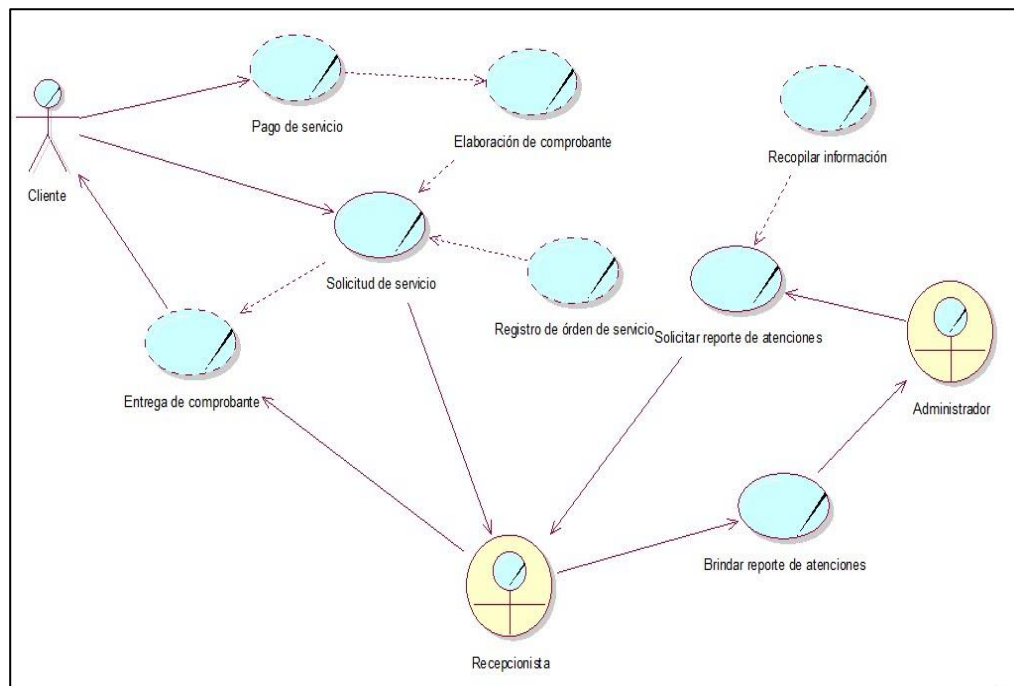 Pago de servicio
Elaboración de comprobante
Recopilar información
Cliente
Solicitud de servicio
Registro de órden de servicio
Solicitar reporte de atenciones
Entrega de comprobante
Administrador
Brindar reporte de atenciones
Recepcionista